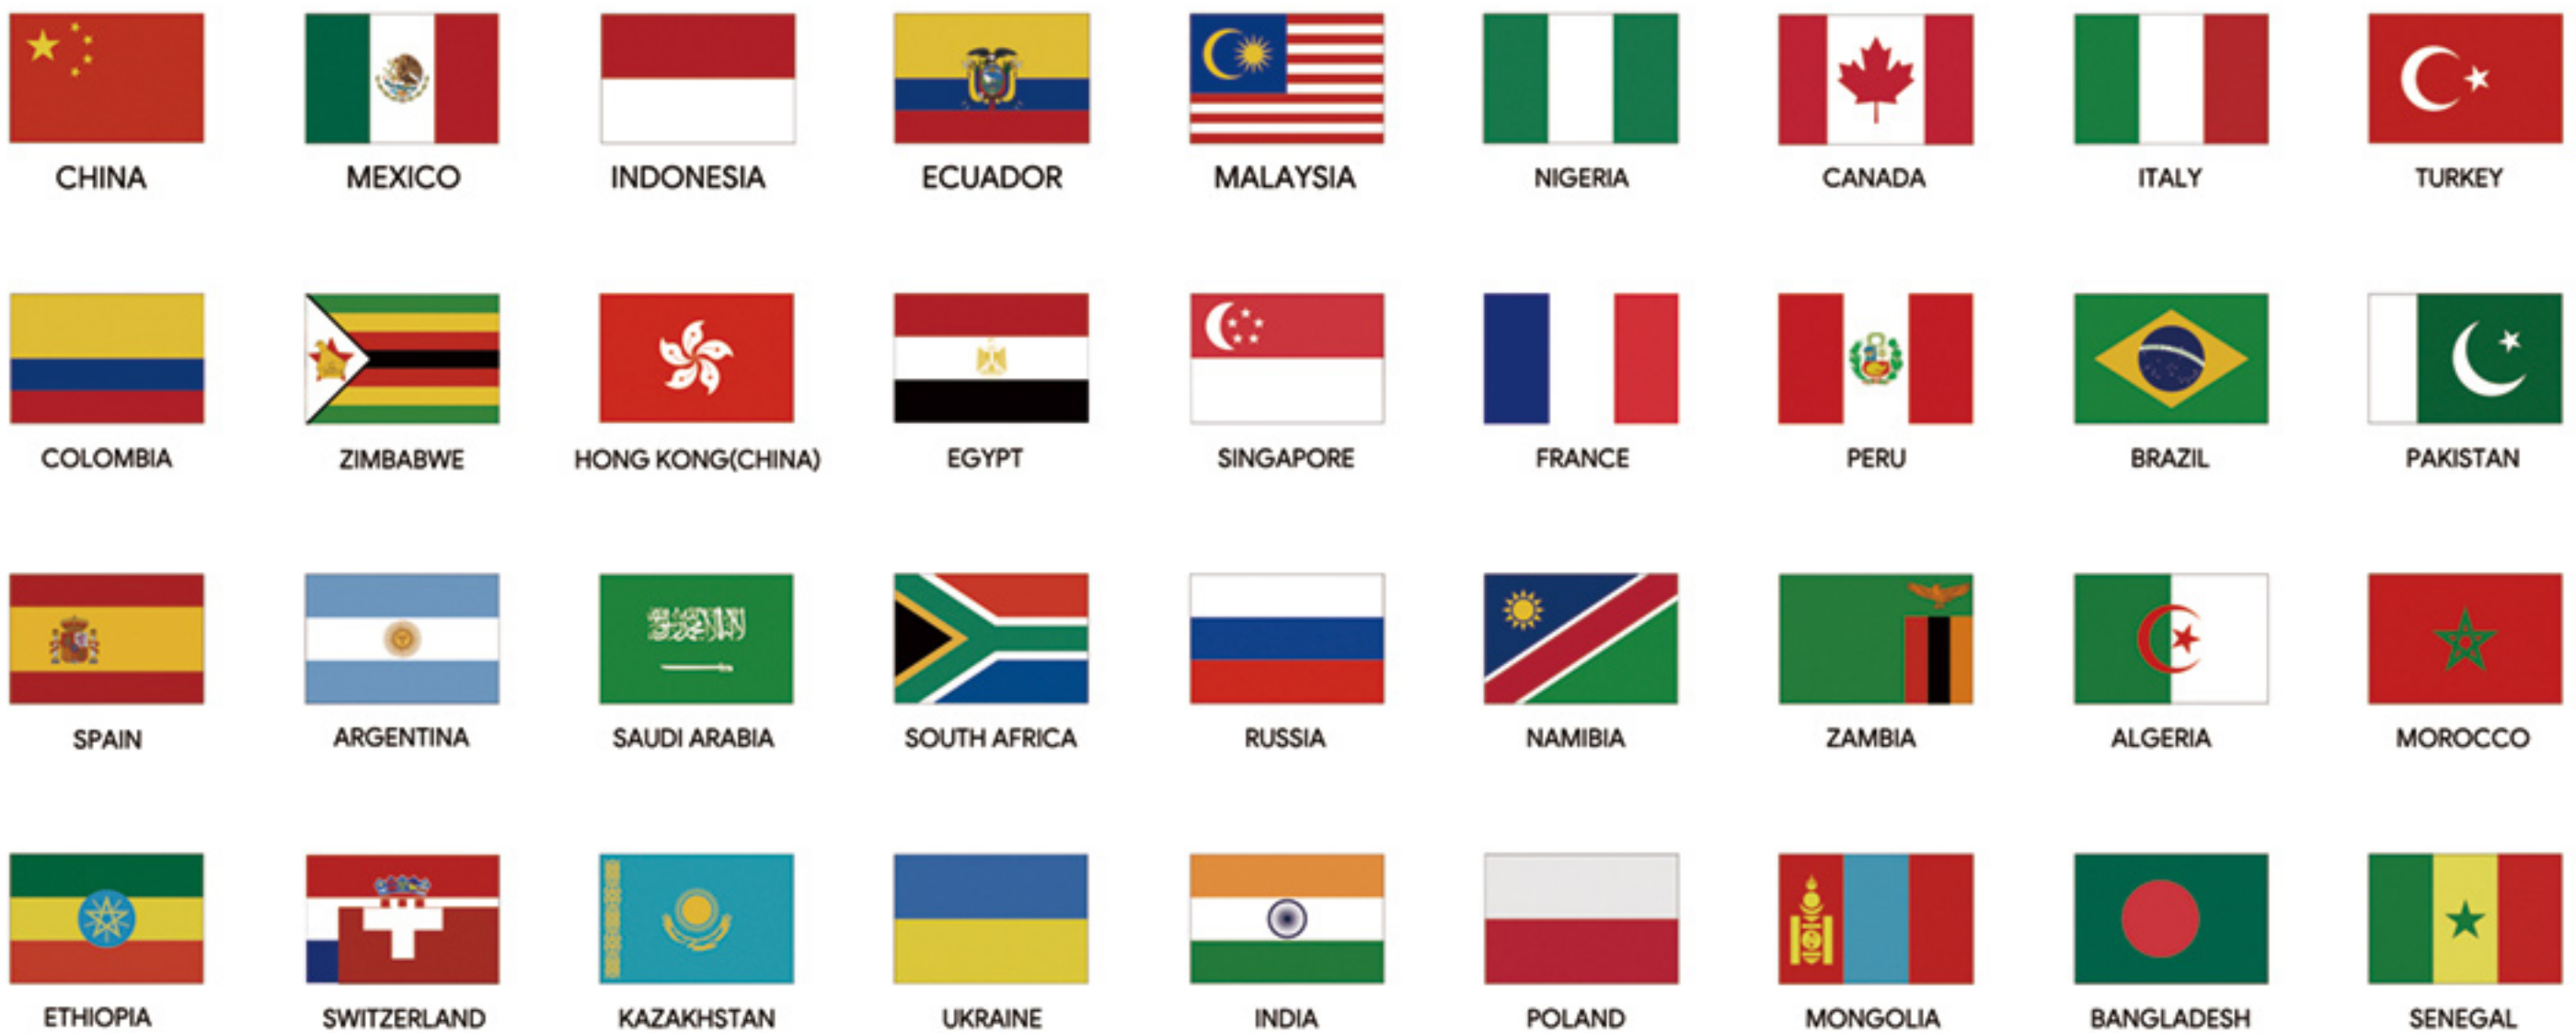 CHINA
MEXICO
INDONESIA
ECUADOR
MALAYSIA
NIGERIA
CANADA
ITALY
TURKEY
COLOMBIA
ZIMBABWE
HONG KONG(CHINA)
EGYPT
SINGAPORE
FRANCE
PERU
BRAZIL
PAKISTAN
SPAIN
ARGENTINA
SAUDI ARABIA
SOUTH AFRICA
RUSSIA
NAMIBIA
ZAMBIA
ALGERIA
MOROCCO
ETHIOPIA
SWITZERLAND
KAZAKHSTAN
UKRAINE
INDIA
POLAND
MONGOLIA
BANGLADESH
SENEGAL